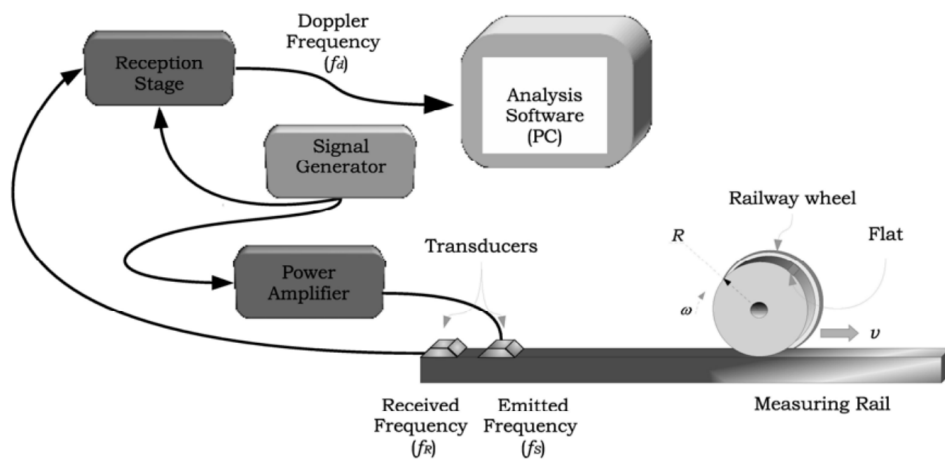 Doppler
Frequency
(fd)
Reception
Stage
Analysis
Software
(PC)
Signal
Generator
Railway wheel
R
Flat
Transducers
Power
Amplifier
ω
υ
Received
Frequency
(fR)
Emitted
Frequency
(fS)
Measuring Rail